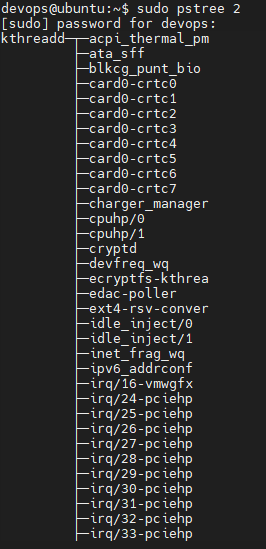 devops@ubuntu:~$ sudo pstree 2
[sudo] password for devops:
kthreadd─┬─acpi_thermal_pm
├─ata_sff
├─blkcg_punt_bio
├─card0-crtc0
├─card0-crtc1
├─card0-crtc2
├─card0-crtc3
├─card0-crtc4
├─card0-crtc5
├─card0-crtc6
├─card0-crtc7
├─charger_manager
├─cpuhp/0
├─cpuhp/1
├─cryptd
├─devfreq_wq
├─ecryptfs-kthrea
├─edac-poller
├─ext4-rsv-conver
├─idle_inject/0
├─idle_inject/1
├─inet_frag_wq
├─ipv6_addrconf
├─irq/16-vmwgfx
├─irq/24-pciehp
├─irq/25-pciehp
├─irq/26-pciehp
├─irq/27-pciehp
├─irq/28-pciehp
├─irq/29-pciehp
├─irq/30-pciehp
├─irq/31-pciehp
├─irq/32-pciehp
├─irq/33-pciehp